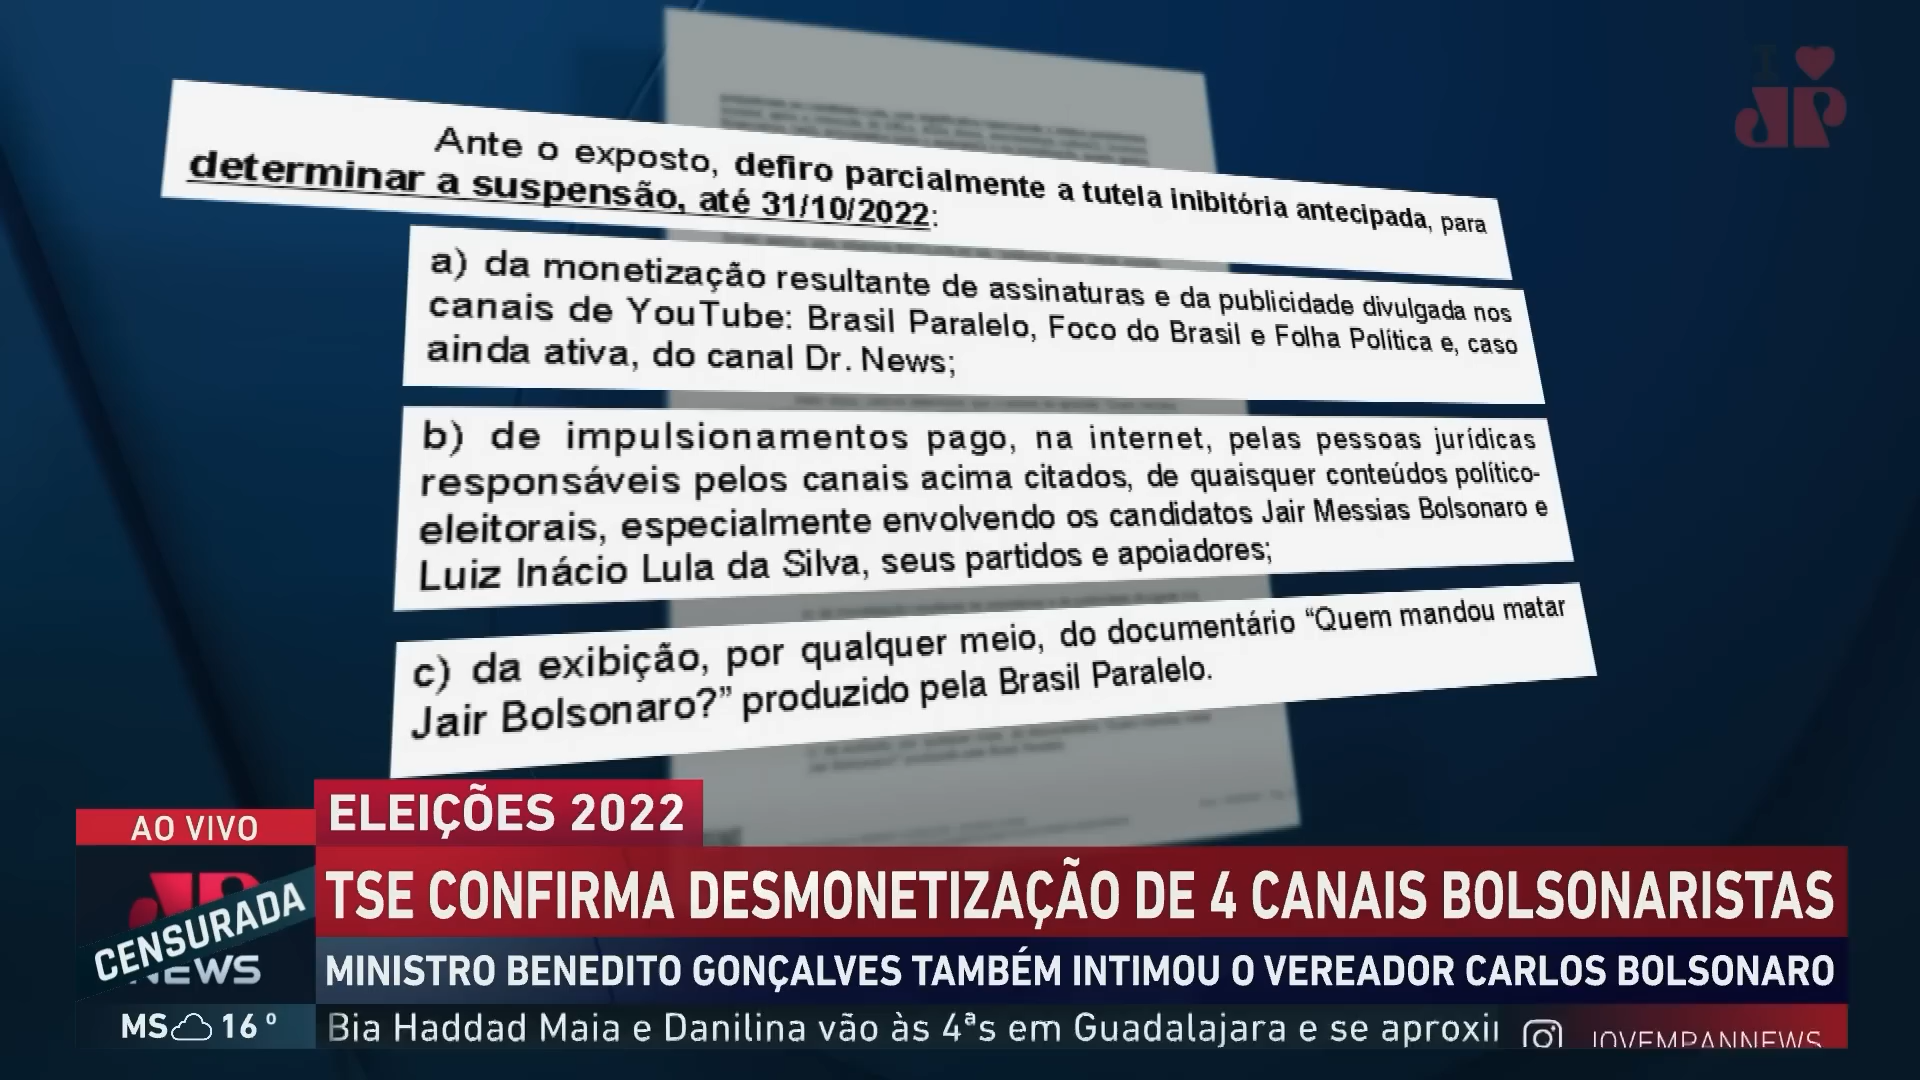 I
JP
Ante o exposto, defiro parcialmente a tutela inibitória antecipada, para
determinar a suspensão, até 31/10/2022:
a) da monetização resultante de assinaturas e da publicidade divulgada nos
canais de YouTube: Brasil Paralelo, Foco do Brasil e Folha Política e, caso
ainda ativa, do canal Dr. News;
b) de impulsionamentos pago, na internet, pelas pessoas jurídicas
responsáveis pelos canais acima citados, de quaisquer conteúdos político-
eleitorais, especialmente envolvendo os candidatos Jair Messias Bolsonaro e
Luiz Inácio Lula da Silva, seus partidos e apoiadores;
c) da exibição, por qualquer meio, do documentário “Quem mandou matar
Jair Bolsonaro?” produzido pela Brasil Paralelo.
ELEIÇÕES 2022
AO VIVO
TSE CONFIRMA DESMONETIZAÇÃO DE 4 CANAIS BOLSONARISTAS
JP
CENSURADA
NEWS
MINISTRO BENEDITO GONÇALVES TAMBÉM INTIMOU O VEREADOR CARLOS BOLSONARO
MS 16º
Bia Haddad Maia e Danilina vão às 4ªs em Guadalajara e se aproxi
JOVEMPANNEWS